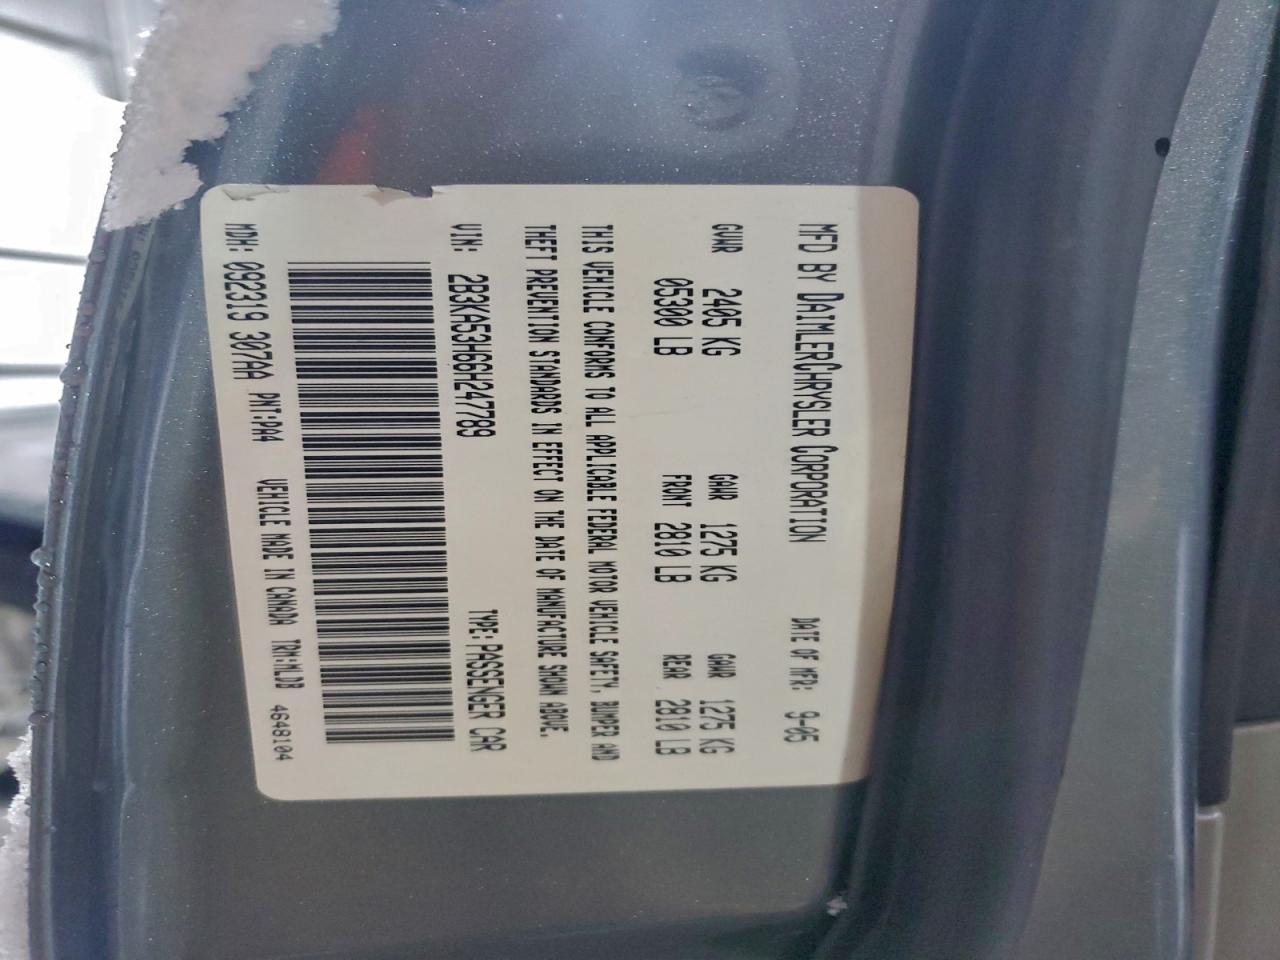 MFD BY DAIMLERCHRYSLER CORPORATION DATE OF MFR: 9-05
GVWR 2405 KG GAWR 1275 KG GAWR 1275 KG
05300 LB FRONT 2810 LB REAR 2810 LB
THIS VEHICLE CONFORMS TO ALL APPLICABLE FEDERAL MOTOR VEHICLE SAFETY, BUMPER AND
THEFT PREVENTION STANDARDS IN EFFECT ON THE DATE OF MANUFACTURE SHOWN ABOVE.
VIN: 2B3KA53H66H247789 TYPE: PASSENGER CAR
MDH: 092319 307AA PNT:PA4 VEHICLE MADE IN CANADA TRM:MLDB 4648104